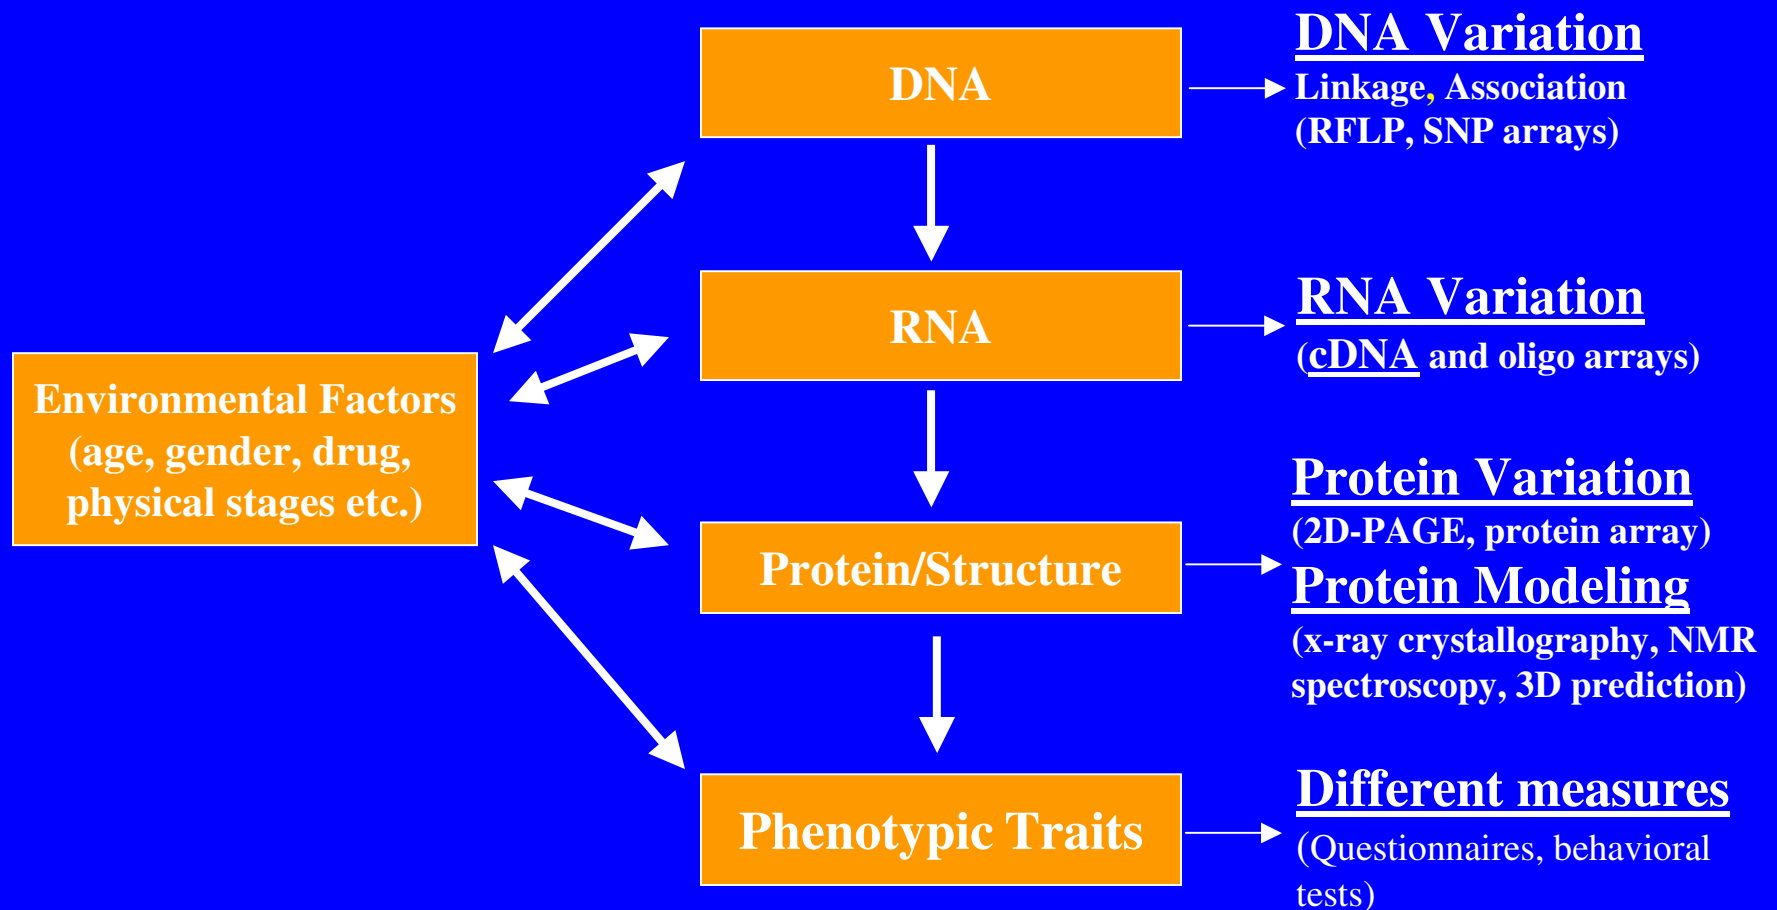 DNA
DNA Variation
Linkage, Association
(RFLP, SNP arrays)
RNA
RNA Variation
(cDNA and oligo arrays)
Environmental Factors
(age, gender, drug,
physical stages etc.)
Protein/Structure
Protein Variation
(2D-PAGE, protein array)
Protein Modeling
(x-ray crystallography, NMR
spectroscopy, 3D prediction)
Phenotypic Traits
Different measures
(Questionnaires, behavioral
tests)